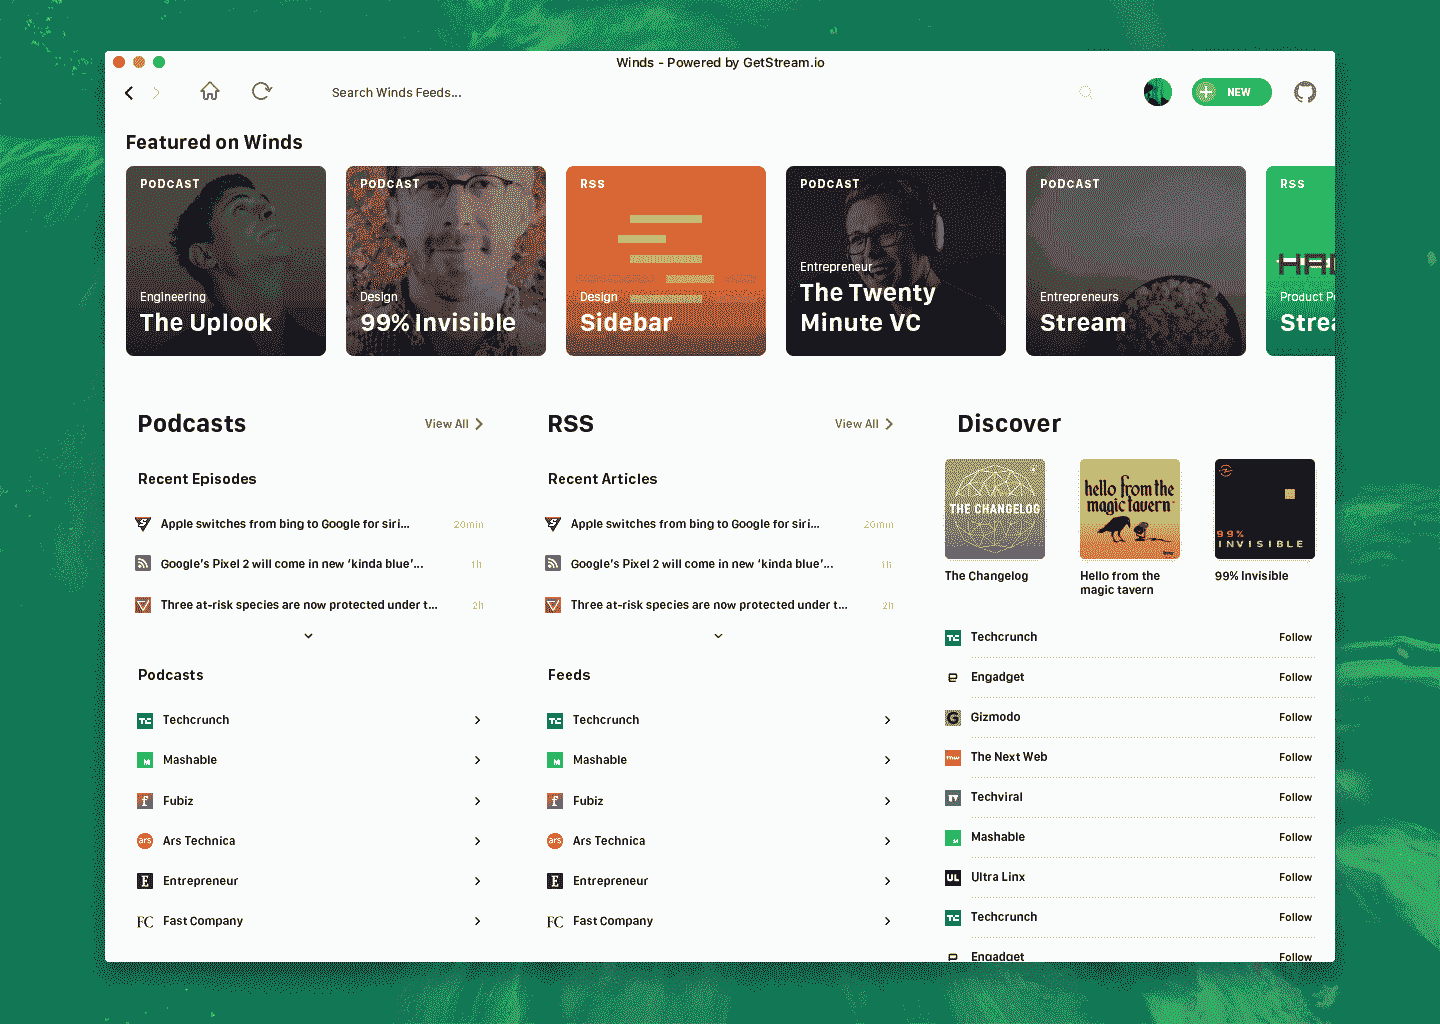 Winds - Powered by GetStream.io
Search Winds Feeds...
NEW
Featured on Winds
PODCAST
Engineering
The Uplook
PODCAST
Design
99% Invisible
RSS
Design
Sidebar
PODCAST
Entrepreneur
The Twenty
Minute VC
PODCAST
Entrepreneurs
Stream
RSS
Product
Podcasts
View All
Recent Episodes
Apple switches from bing to Google for siri... 20min
Google's Pixel 2 will come in new ‘kinda blue’... 1h
Three at-risk species are now protected under t... 2h
Podcasts
Techcrunch
Mashable
Fubiz
Ars Technica
Entrepreneur
Fast Company
RSS
View All
Recent Articles
Apple switches from bing to Google for siri... 20min
Google's Pixel 2 will come in new ‘kinda blue’... 1h
Three at-risk species are now protected under t... 2h
Feeds
Techcrunch
Mashable
Fubiz
ars Ars Technica
Entrepreneur
Fast Company
Discover
THE CHANGELOG
The Changelog
hello from the
magic tavern
Hello from the
magic tavern
99%
INVISIBLE
99% Invisible
Techcrunch Follow
Engadget Follow
Gizmodo Follow
The Next Web Follow
Techviral Follow
Mashable Follow
UL Ultra Linx Follow
Techcrunch Follow
Engadget Follow